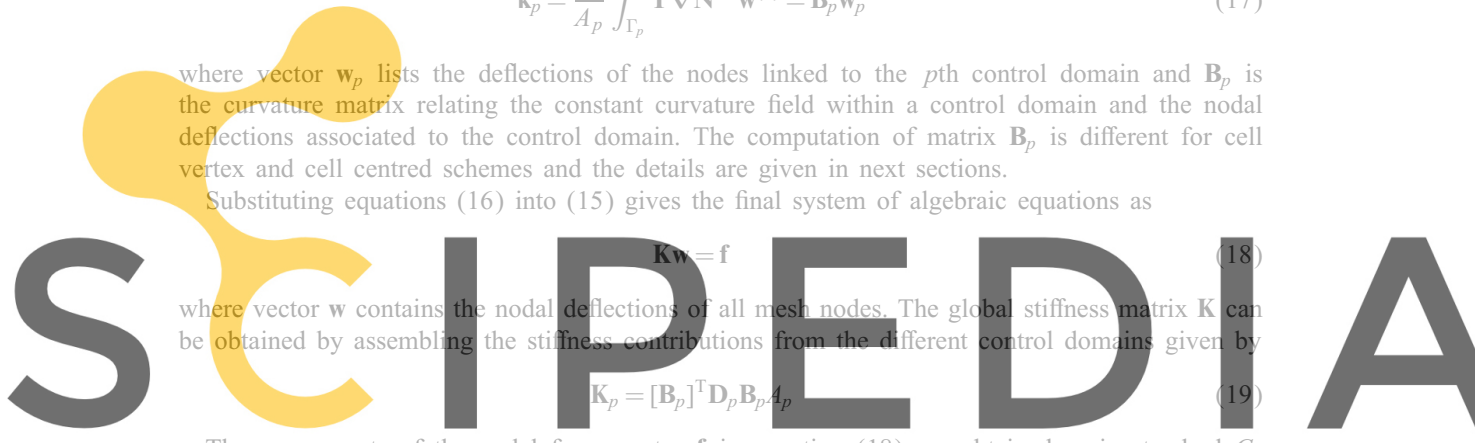 where vector w_p lists the deflections of the nodes linked to the pth control domain and B_p is
the curvature matrix relating the constant curvature field within a control domain and the nodal
deflections associated to the control domain. The computation of matrix B_p is different for cell
vertex and cell centred schemes and the details are given in next sections.
Substituting equations (16) into (15) gives the final system of algebraic equations as
Kw = f (18)
where vector w contains the nodal deflections of all mesh nodes. The global stiffness matrix K can
be obtained by assembling the stiffness contributions from the different control domains given by
K_p = [B_p]^T D_p B_p A_p (19)
SCIPEDIA